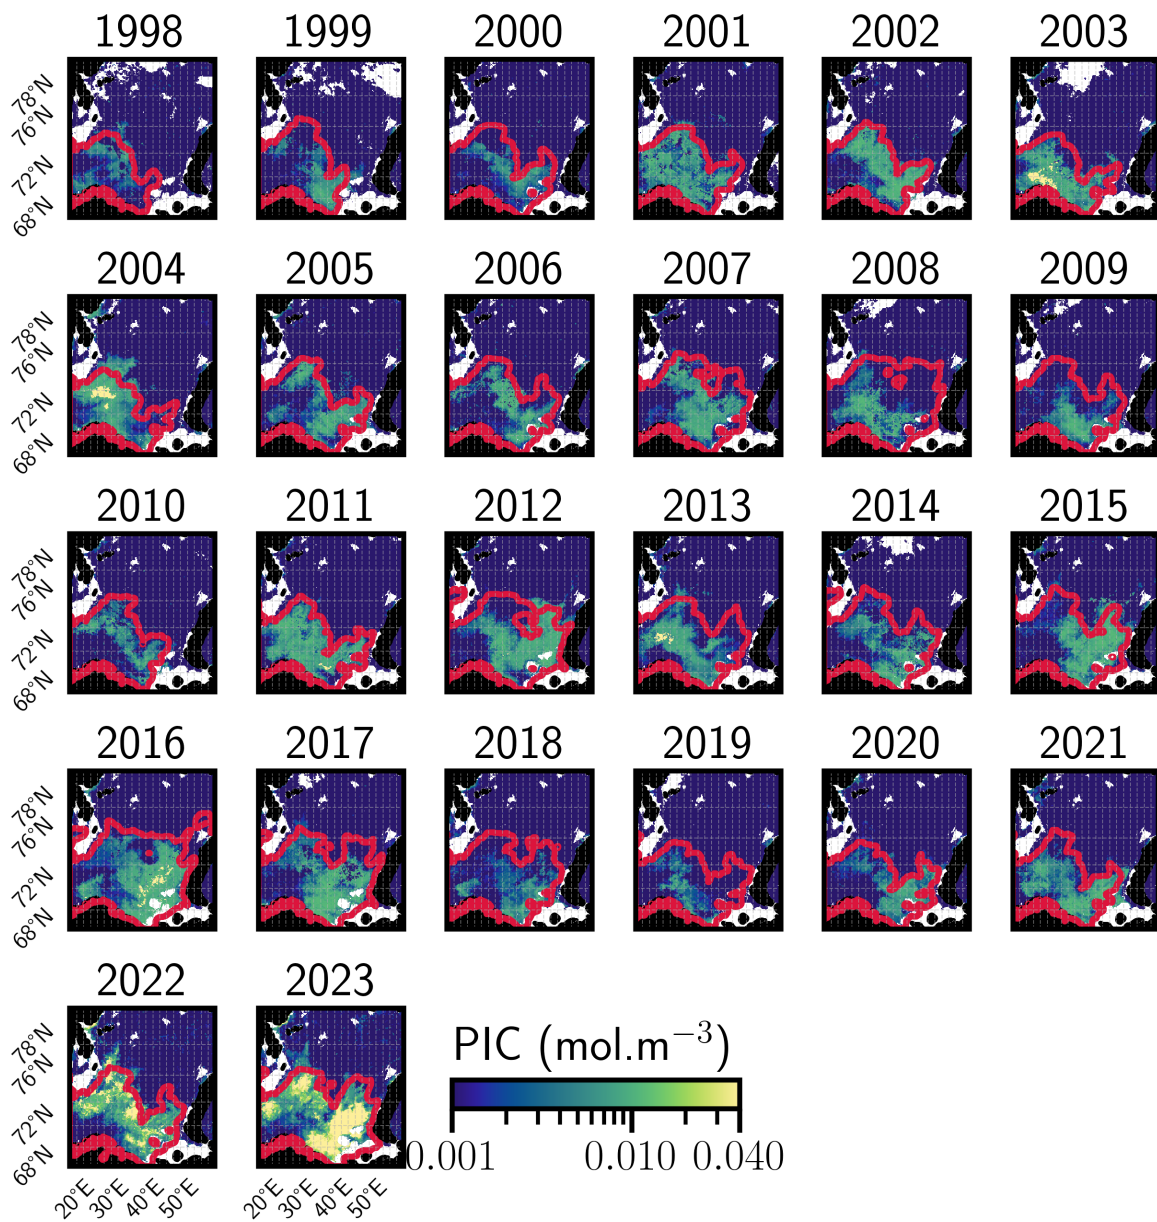 1998 1999 2000 2001 2002 2003
78°N
76°N
72°N
68°N
2004 2005 2006 2007 2008 2009
78°N
76°N
72°N
68°N
2010 2011 2012 2013 2014 2015
78°N
76°N
72°N
68°N
2016 2017 2018 2019 2020 2021
78°N
76°N
72°N
68°N
2022 2023
78°N
76°N
72°N
68°N
PIC (mol.m⁻³)
0.001 0.010 0.040
20°E 30°E 40°E 50°E 20°E 30°E 40°E 50°E